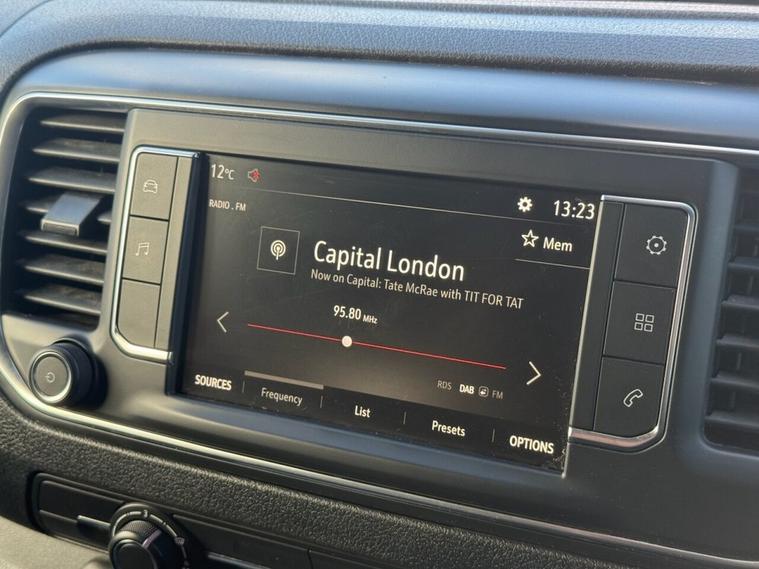 12°C
13:23
RADIO . FM
Mem
Capital London
Now on Capital: Tate McRae with TIT FOR TAT
95.80 MHz
RDS DAB FM
SOURCES Frequency List Presets OPTIONS